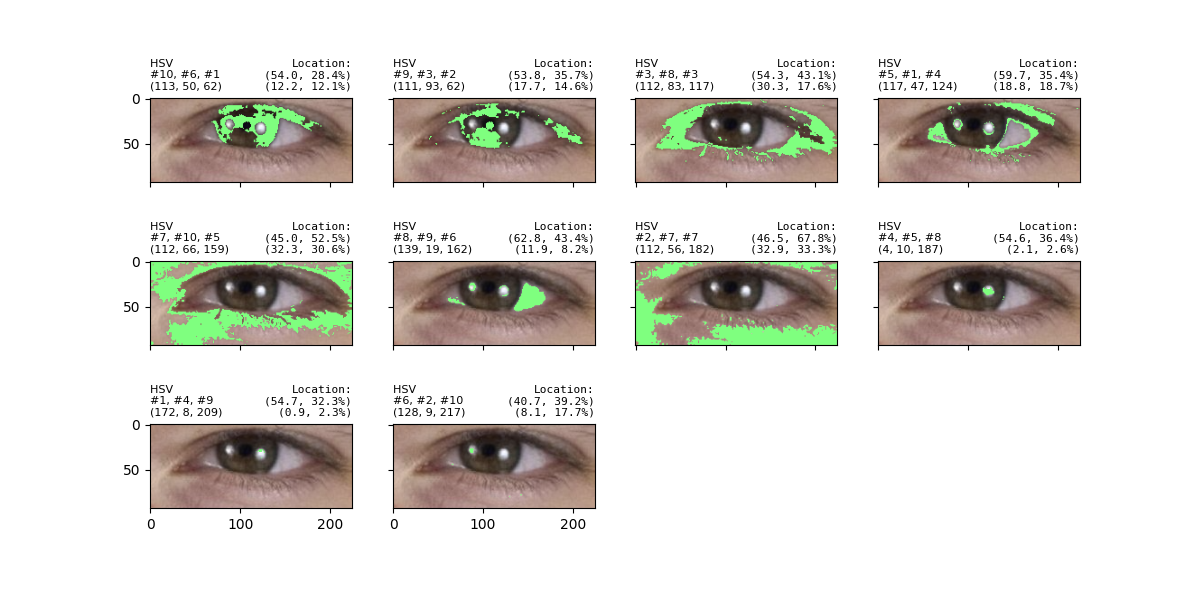 HSV Location:
#10, #6, #1 (54.0, 28.4%)
(113, 50, 62) (12.2, 12.1%)
HSV Location:
#9, #3, #2 (53.8, 35.7%)
(111, 93, 62) (17.7, 14.6%)
HSV Location:
#3, #8, #3 (54.3, 43.1%)
(112, 83, 117) (30.3, 17.6%)
HSV Location:
#5, #1, #4 (59.7, 35.4%)
(117, 47, 124) (18.8, 18.7%)
0
50
HSV Location:
#7, #10, #5 (45.0, 52.5%)
(112, 66, 159) (32.3, 30.6%)
HSV Location:
#8, #9, #6 (62.8, 43.4%)
(139, 19, 162) (11.9, 8.2%)
HSV Location:
#2, #7, #7 (46.5, 67.8%)
(112, 56, 182) (32.9, 33.3%)
HSV Location:
#4, #5, #8 (54.6, 36.4%)
(4, 10, 187) (2.1, 2.6%)
0
50
HSV Location:
#1, #4, #9 (54.7, 32.3%)
(172, 8, 209) (0.9, 2.3%)
HSV Location:
#6, #2, #10 (40.7, 39.2%)
(128, 9, 217) (8.1, 17.7%)
0
50
0 100 200
0 100 200